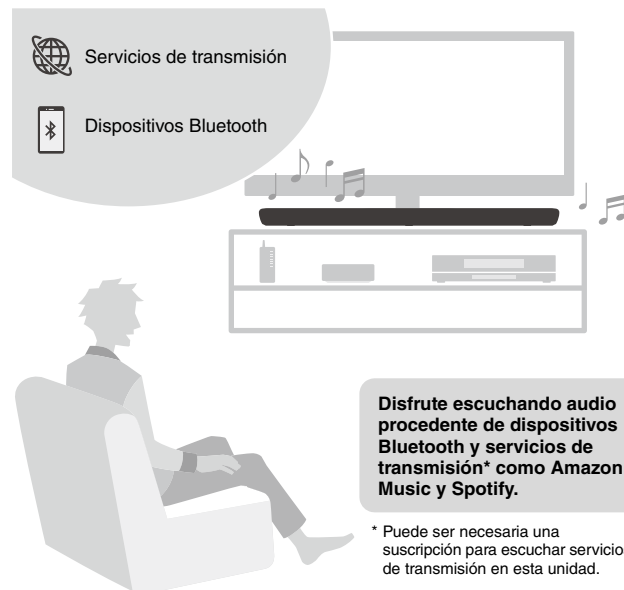 Servicios de transmisión
Dispositivos Bluetooth
Disfrute escuchando audio
procedente de dispositivos
Bluetooth y servicios de
transmisión* como Amazon
Music y Spotify.
* Puede ser necesaria una
suscripción para escuchar servicios
de transmisión en esta unidad.